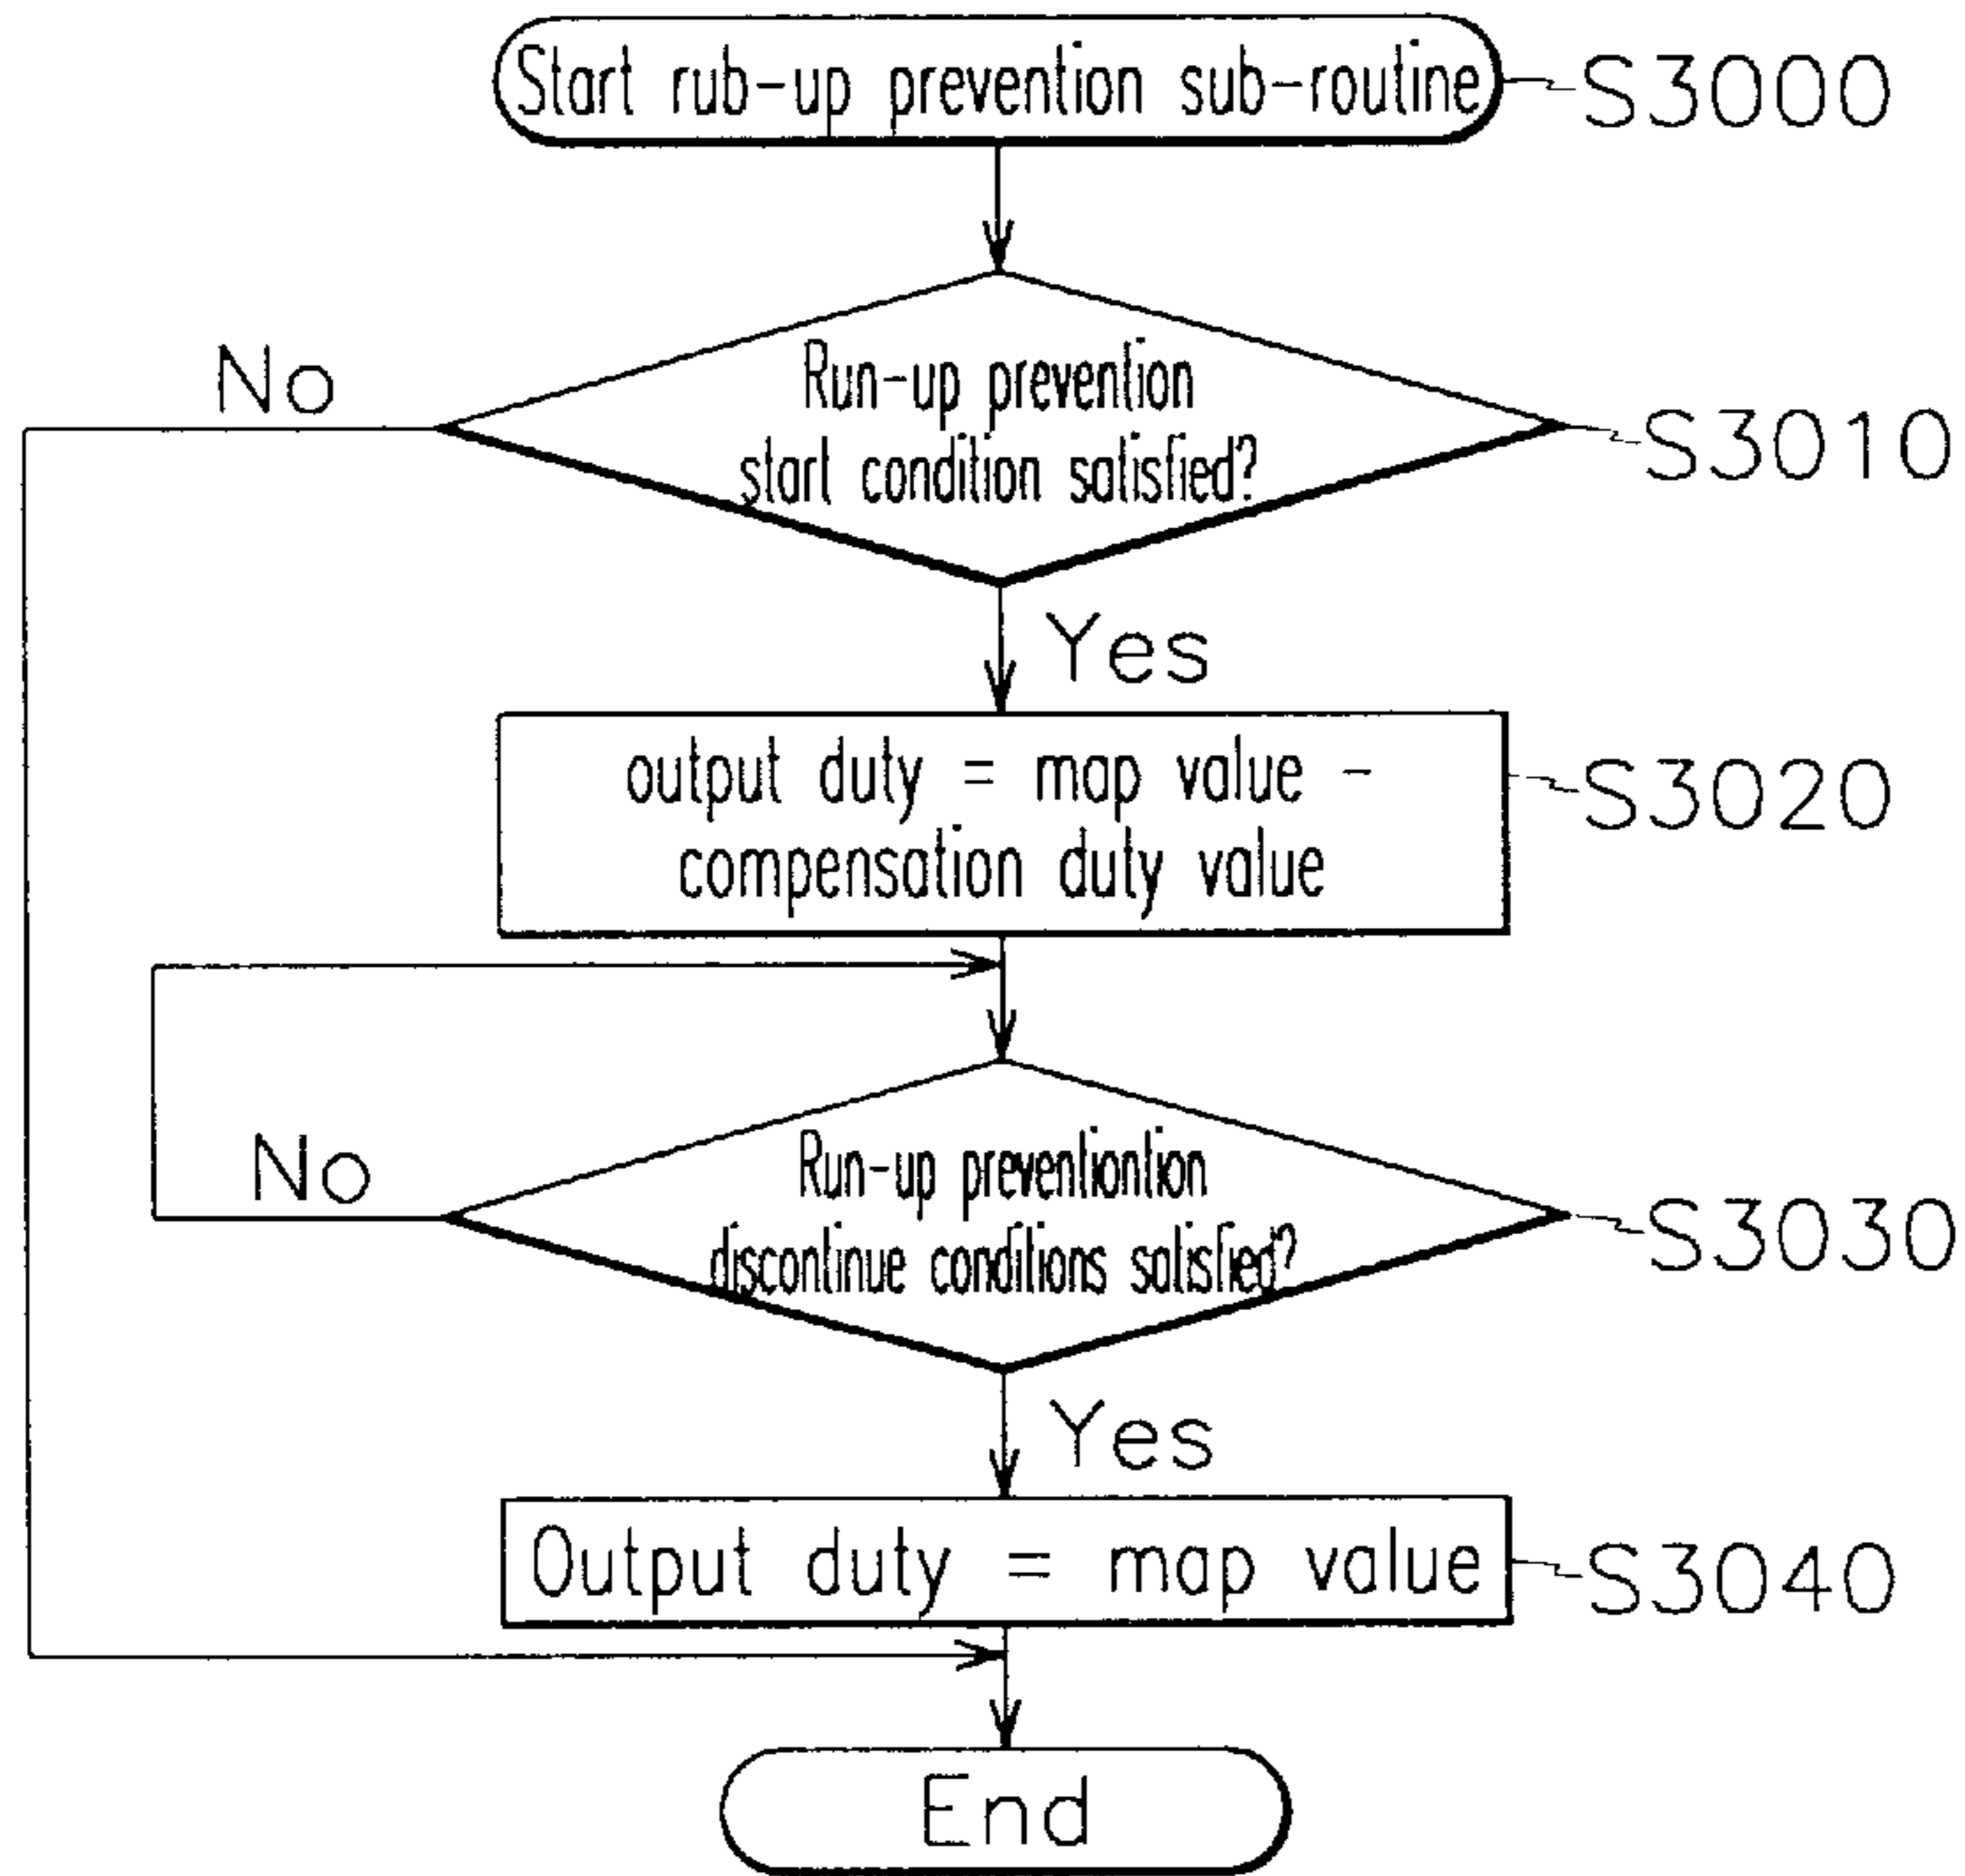 Start rub-up prevention sub-routine
S3000
No
Run-up prevention
start condition satisfied?
S3010
Yes
output duty = map value -
compensation duty value
S3020
No
Run-up preventiontion
discontinue conditions satisfied?
S3030
Yes
Output duty = map value
S3040
End